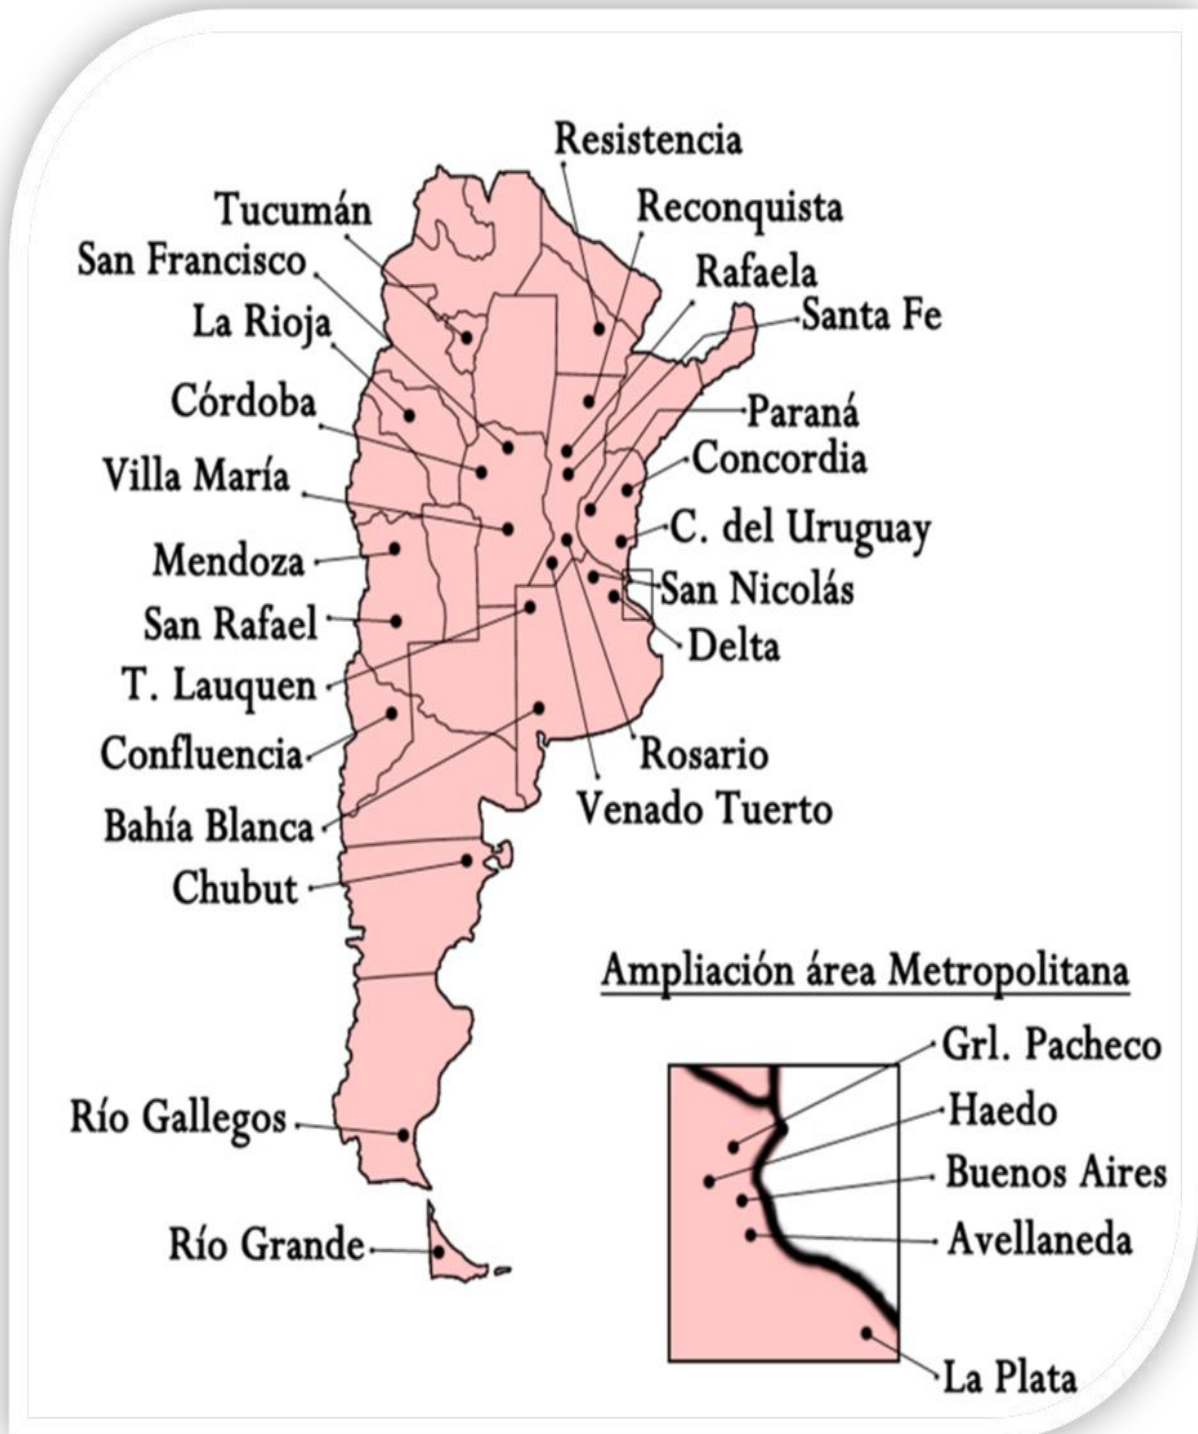 Resistencia
Tucumán
Reconquista
San Francisco
Rafaela
La Rioja
Santa Fe
Córdoba
Paraná
Villa María
Concordia
C. del Uruguay
Mendoza
San Nicolás
San Rafael
Delta
T. Lauquen
Confluencia
Rosario
Venado Tuerto
Bahía Blanca
Chubut
Ampliación área Metropolitana
Grl. Pacheco
Río Gallegos
Haedo
Buenos Aires
Río Grande
Avellaneda
La Plata